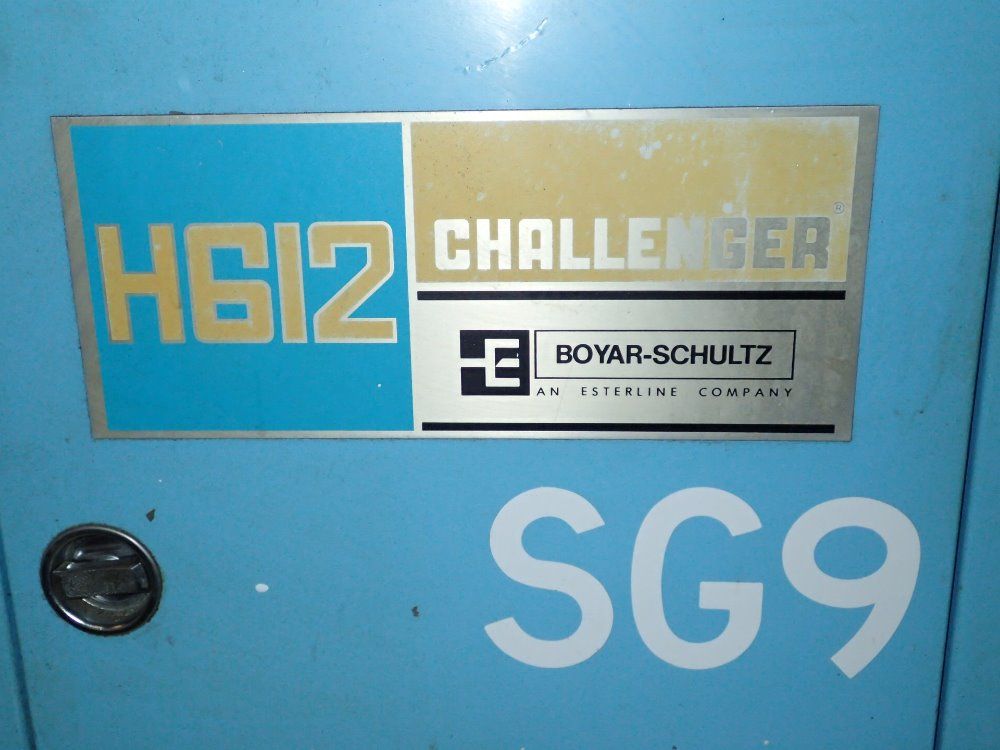 H612
CHALLENGER®
BOYAR-SCHULTZ
AN ESTERLINE COMPANY
SG9